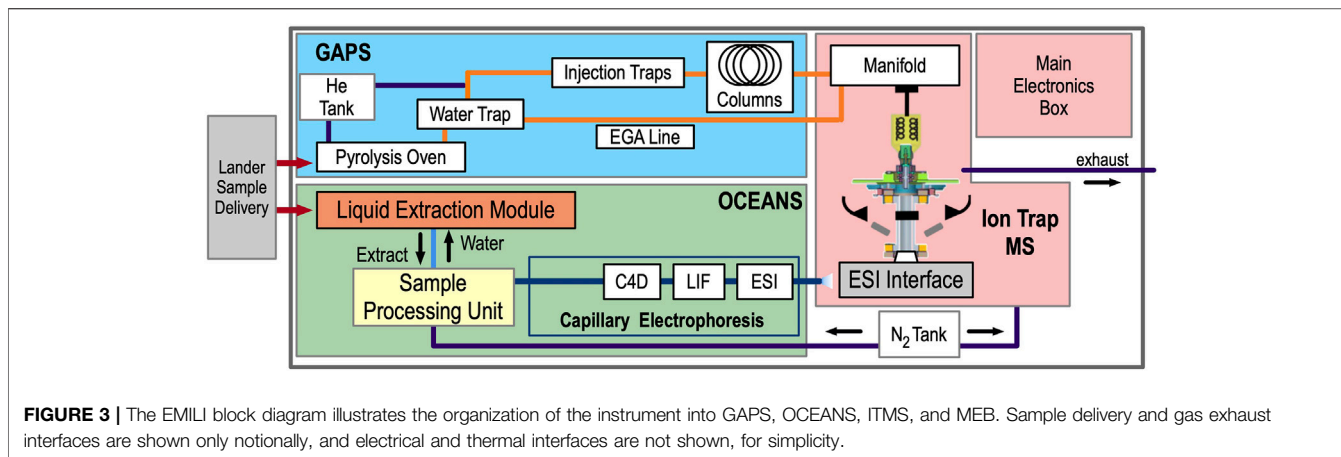 GAPS
He
Tank
Injection Traps
Columns
Water Trap
EGA Line
Pyrolysis Oven
Manifold
Main
Electronics
Box
exhaust
Lander
Sample
Delivery
OCEANS
Liquid Extraction Module
Extract
Water
Sample
Processing Unit
C4D
LIF
ESI
Capillary Electrophoresis
Ion Trap
MS
ESI Interface
N₂ Tank
FIGURE 3 | The EMILI block diagram illustrates the organization of the instrument into GAPS, OCEANS, ITMS, and MEB. Sample delivery and gas exhaust
interfaces are shown only notionally, and electrical and thermal interfaces are not shown, for simplicity.